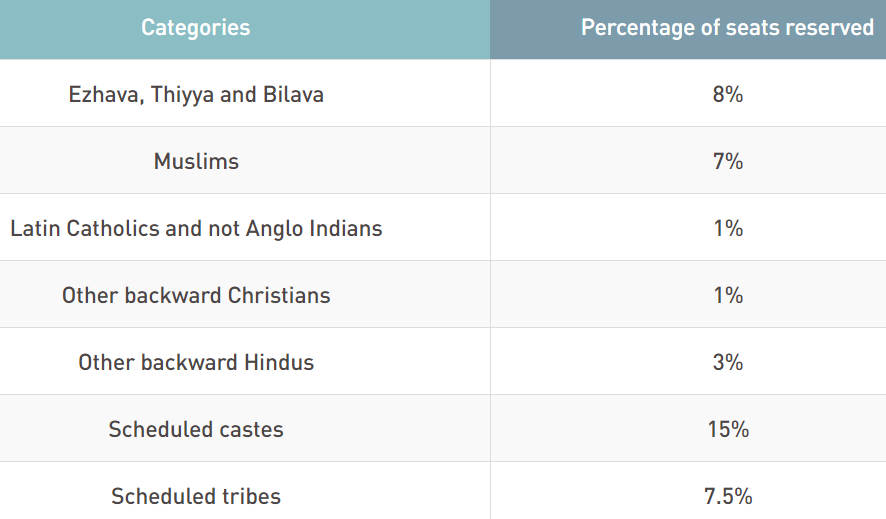 Categories Percentage of seats reserved
Ezhava, Thiyya and Bilava 8%
Muslims 7%
Latin Catholics and not Anglo Indians 1%
Other backward Christians 1%
Other backward Hindus 3%
Scheduled castes 15%
Scheduled tribes 7.5%